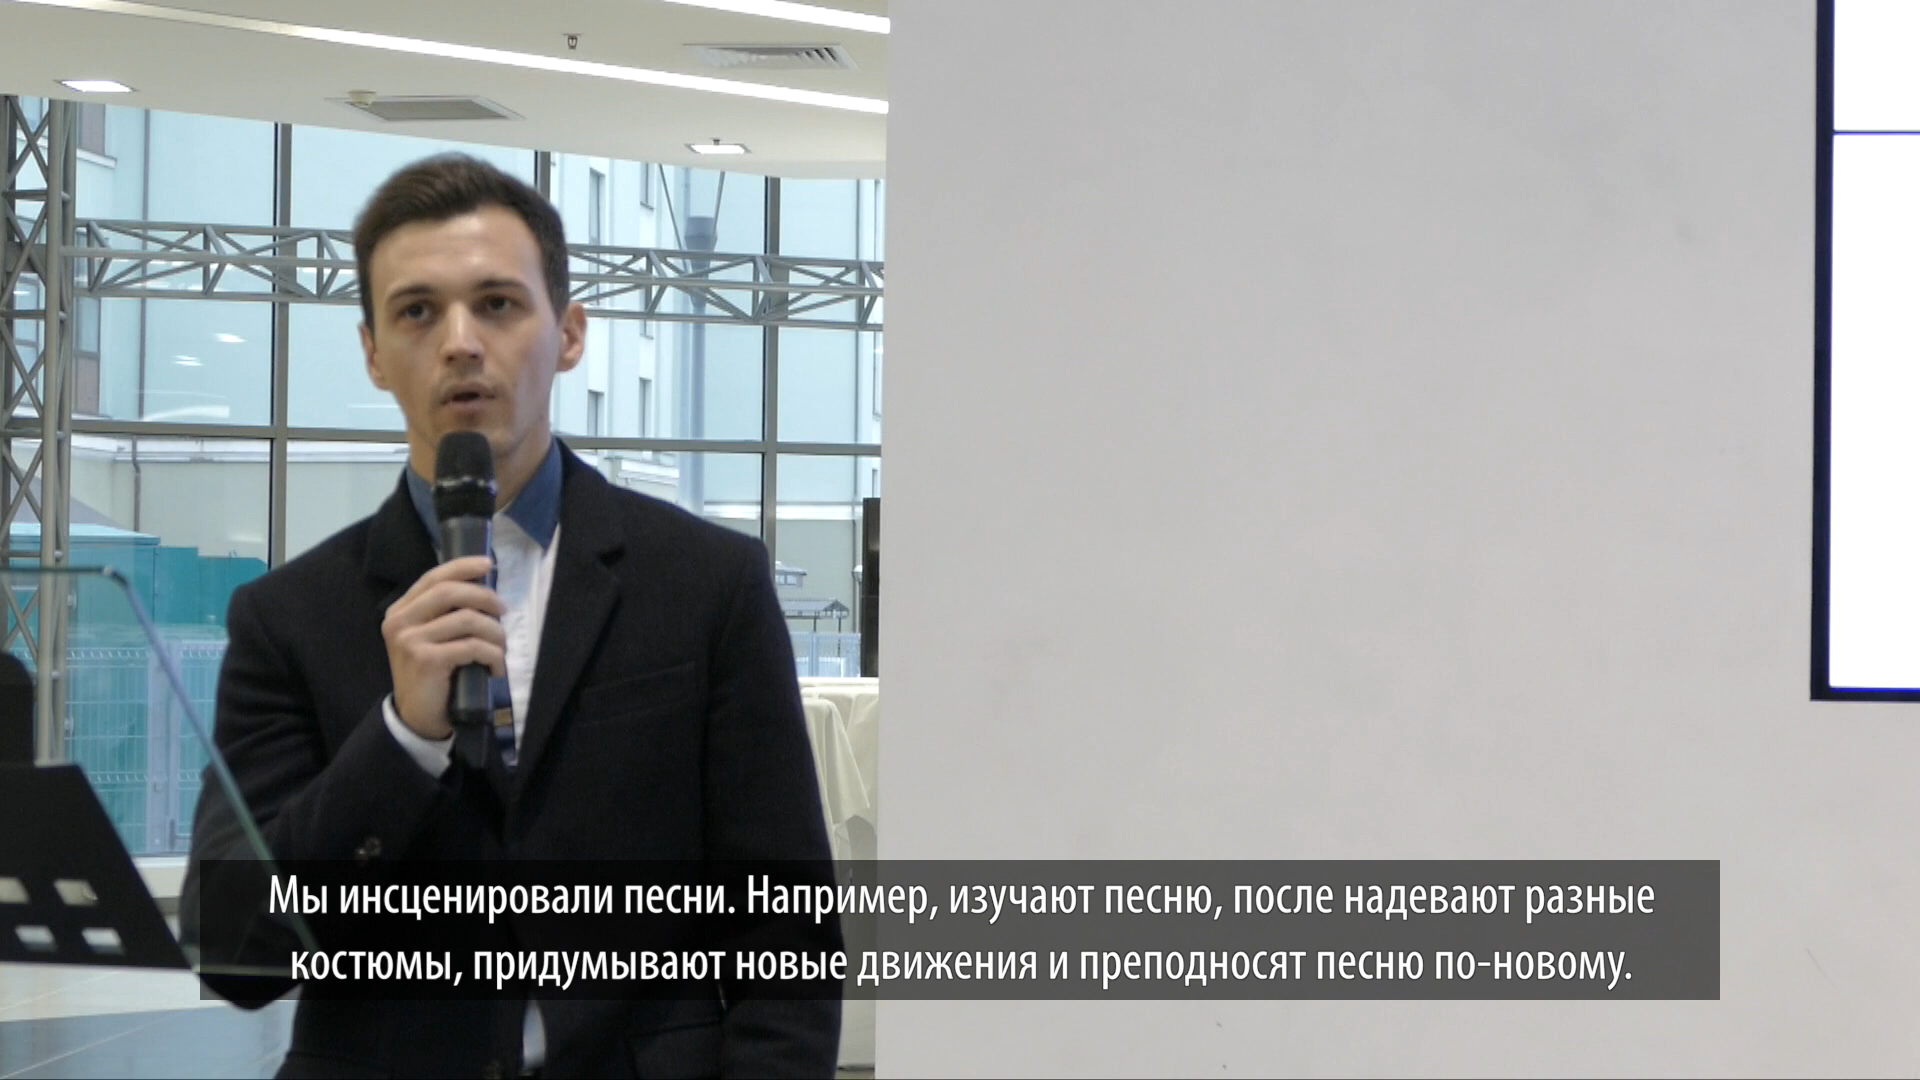 Мы инсценировали песни. Например, изучают песню, после надевают разные
костюмы, придумывают новые движения и преподносят песню по-новому.